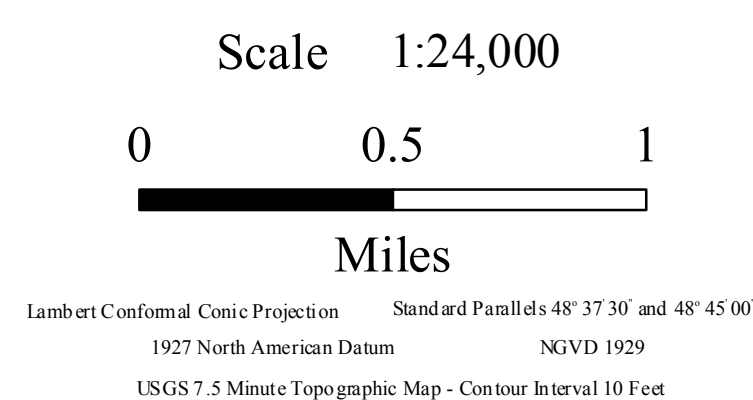 Scale 1:24,000
0 0.5 1
Miles
Lambert Conformal Conic Projection Standard Parallels 48° 37' 30" and 48° 45' 00"
1927 North American Datum NGVD 1929
USGS 7.5 Minute Topographic Map - Contour Interval 10 Feet